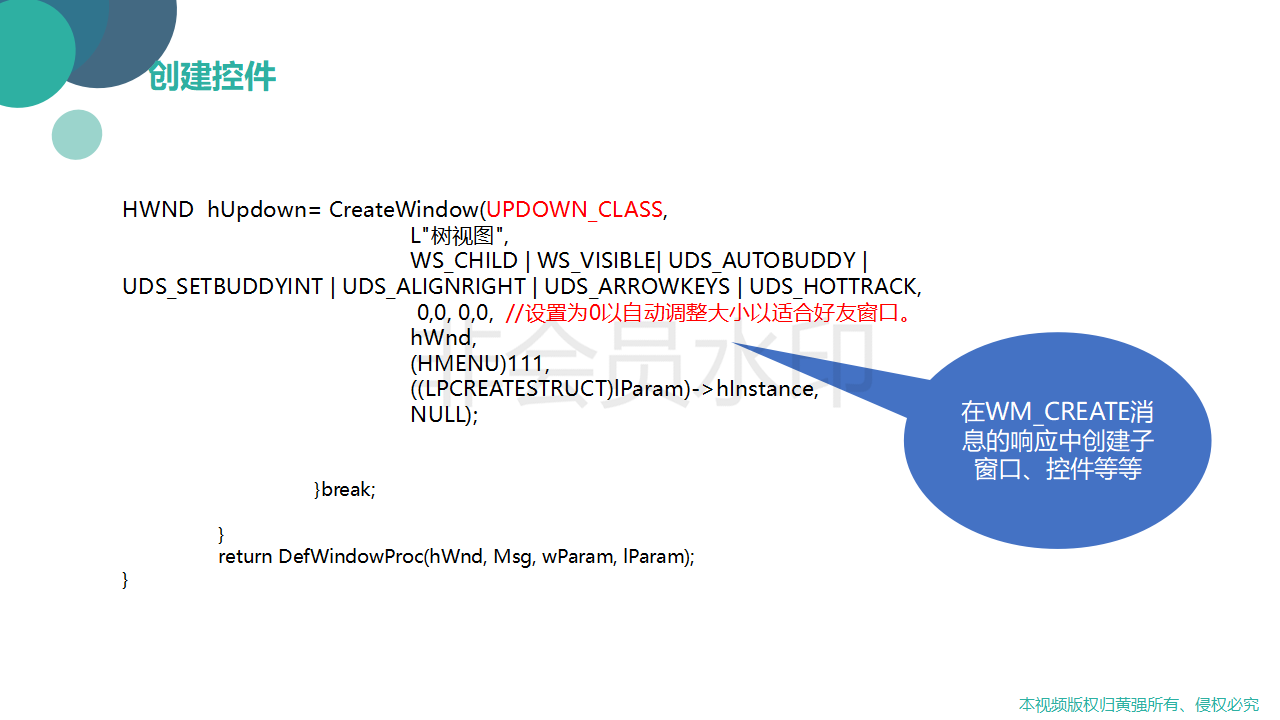 创建控件
HWND  hUpdown= CreateWindow(UPDOWN_CLASS,
L"树视图",
WS_CHILD | WS_VISIBLE| UDS_AUTOBUDDY |
UDS_SETBUDDYINT | UDS_ALIGNRIGHT | UDS_ARROWKEYS | UDS_HOTTRACK,
0,0, 0,0,  //设置为0以自动调整大小以适合好友窗口。
hWnd,
(HMENU)111,
((LPCREATESTRUCT)lParam)->hInstance,
NULL);
非会员水印
在WM_CREATE消
息的响应中创建子
窗口、控件等等
}break;
}
return DefWindowProc(hWnd, Msg, wParam, lParam);
}
本视频版权归黄强所有、侵权必究